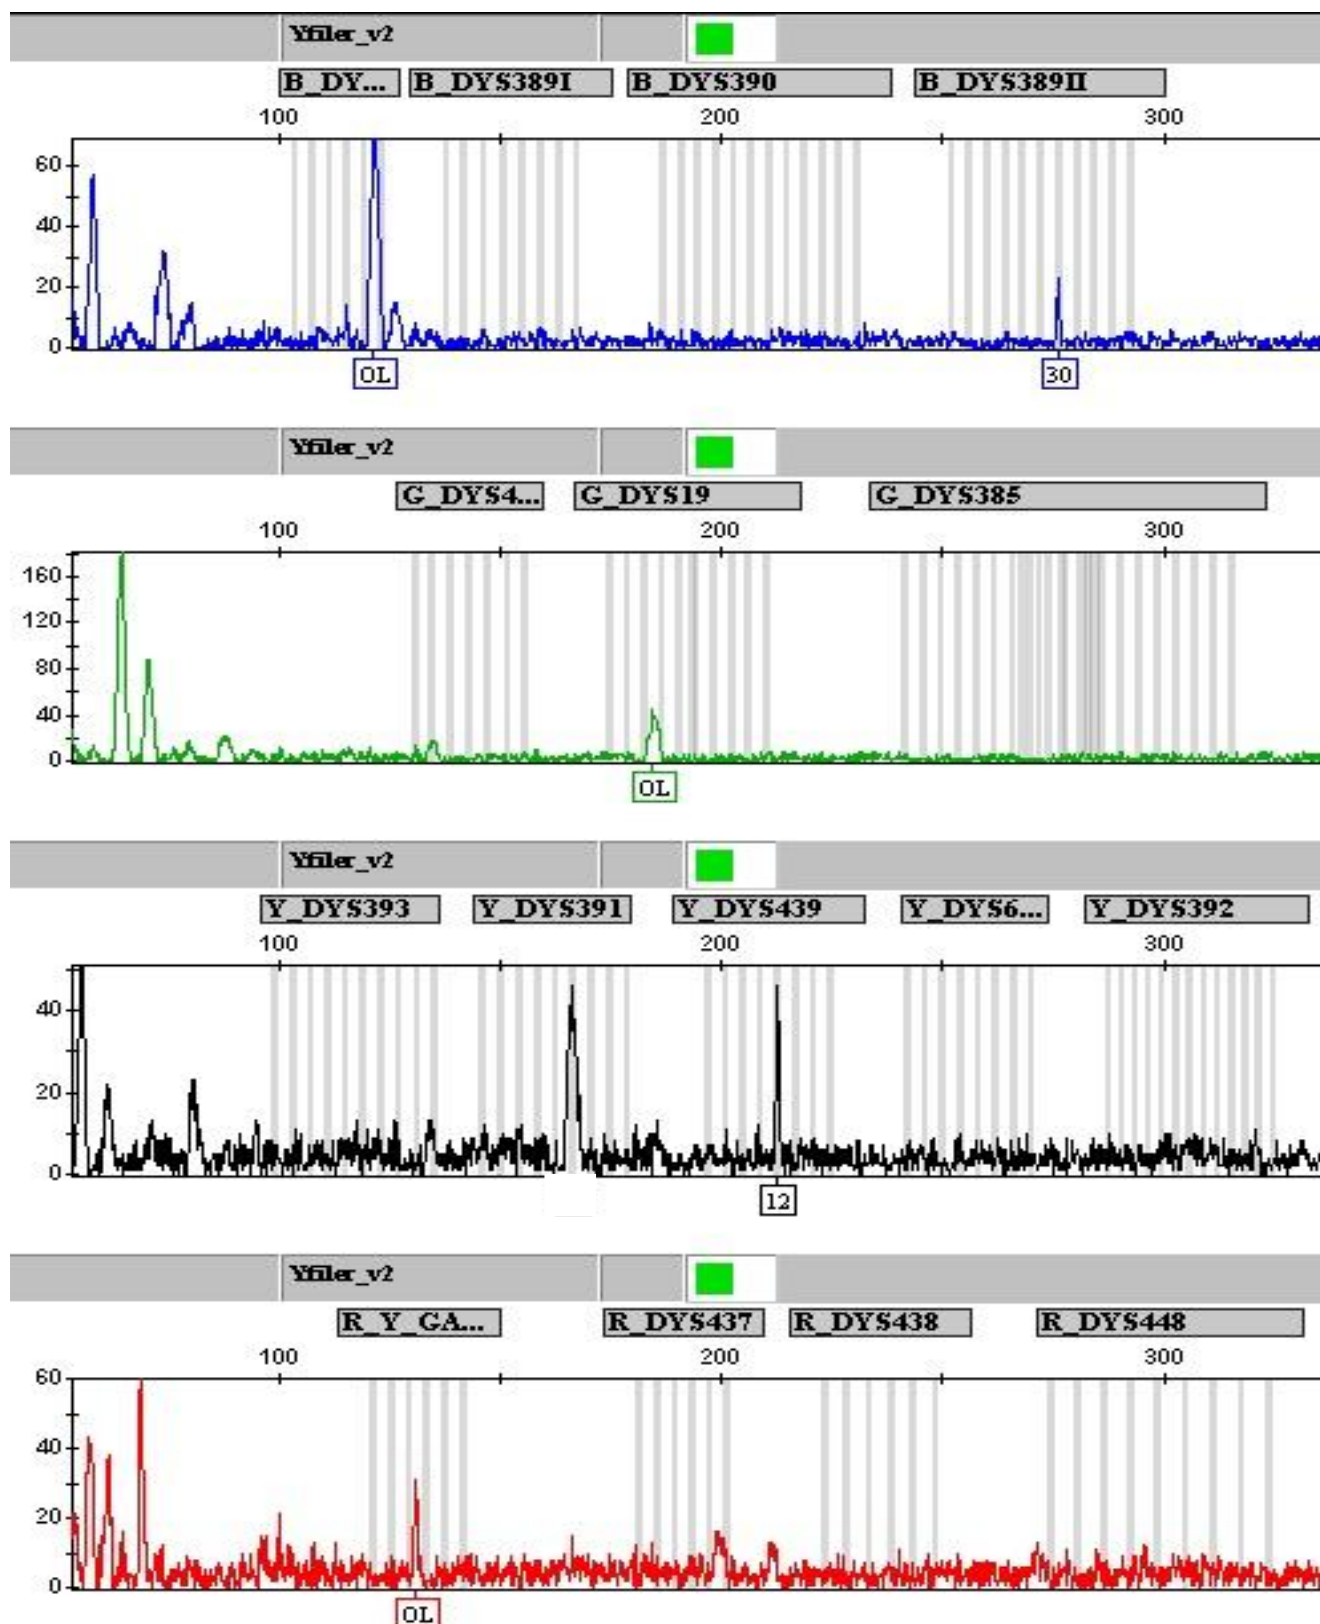 Yfiler_v2
B_DY... B_DYS389I B_DYS390 B_DYS389II
100 200 300
60
40
20
0
OL 30
Yfiler_v2
G_DYS4... G_DYS19 G_DYS385
100 200 300
160
120
80
40
0
OL
Yfiler_v2
Y_DYS393 Y_DYS391 Y_DYS439 Y_DYS6... Y_DYS392
100 200 300
40
20
0
12
Yfiler_v2
R_Y_GA... R_DYS437 R_DYS438 R_DYS448
100 200 300
60
40
20
0
OL